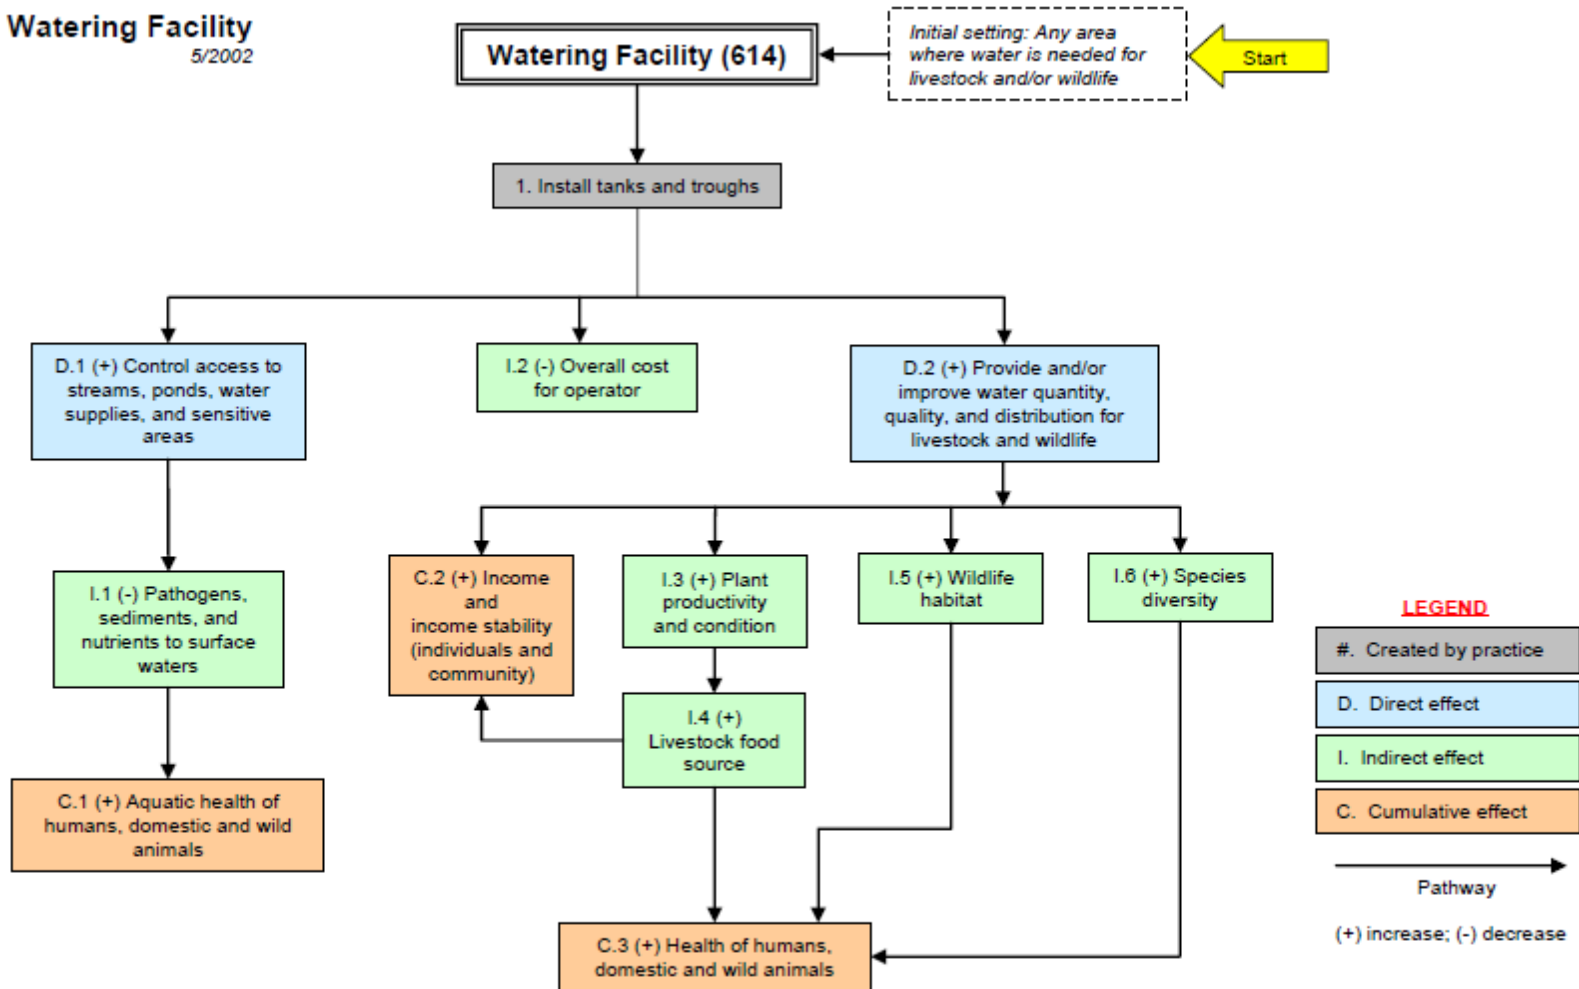 Watering Facility
5/2002
Watering Facility (614)
Initial setting: Any area
where water is needed for
livestock and/or wildlife
Start
1. Install tanks and troughs
D.1 (+) Control access to
streams, ponds, water
supplies, and sensitive
areas
I.2 (-) Overall cost
for operator
D.2 (+) Provide and/or
improve water quantity,
quality, and distribution for
livestock and wildlife
I.1 (-) Pathogens,
sediments, and
nutrients to surface
waters
C.2 (+) Income
and
income stability
(individuals and
community)
I.3 (+) Plant
productivity
and condition
I.5 (+) Wildlife
habitat
I.6 (+) Species
diversity
I.4 (+)
Livestock food
source
C.1 (+) Aquatic health of
humans, domestic and wild
animals
C.3 (+) Health of humans,
domestic and wild animals
LEGEND
#. Created by practice
D. Direct effect
I. Indirect effect
C. Cumulative effect
Pathway
(+) increase; (-) decrease